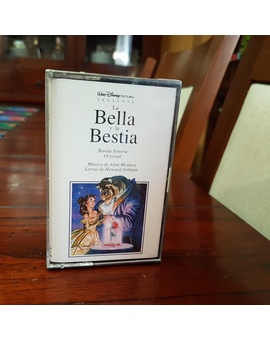 Walt Disney PICTURES
PRESENTA
La
Bella
y la
Bestia
Banda Sonora
Original
Música de Alan Menken
Letras de Howard Ashman